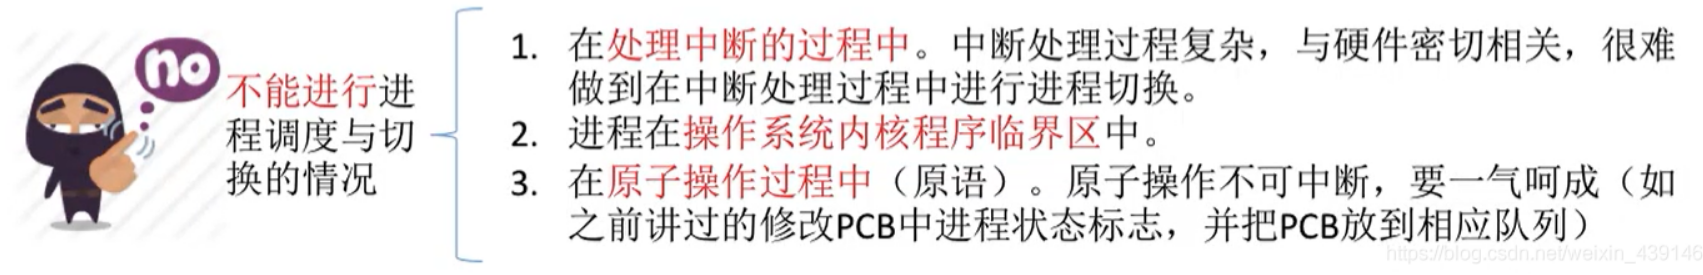 no
不能进行进
程调度与切
换的情况
1. 在处理中断的过程中。中断处理过程复杂，与硬件密切相关，很难
做到在中断处理过程中进行进程切换。
2. 进程在操作系统内核程序临界区中。
3. 在原子操作过程中（原语）。原子操作不可中断，要一气呵成（如
之前讲过的修改PCB中进程状态标志，并把PCB放到相应队列）
https://blog.csdn.net/weixin_439146